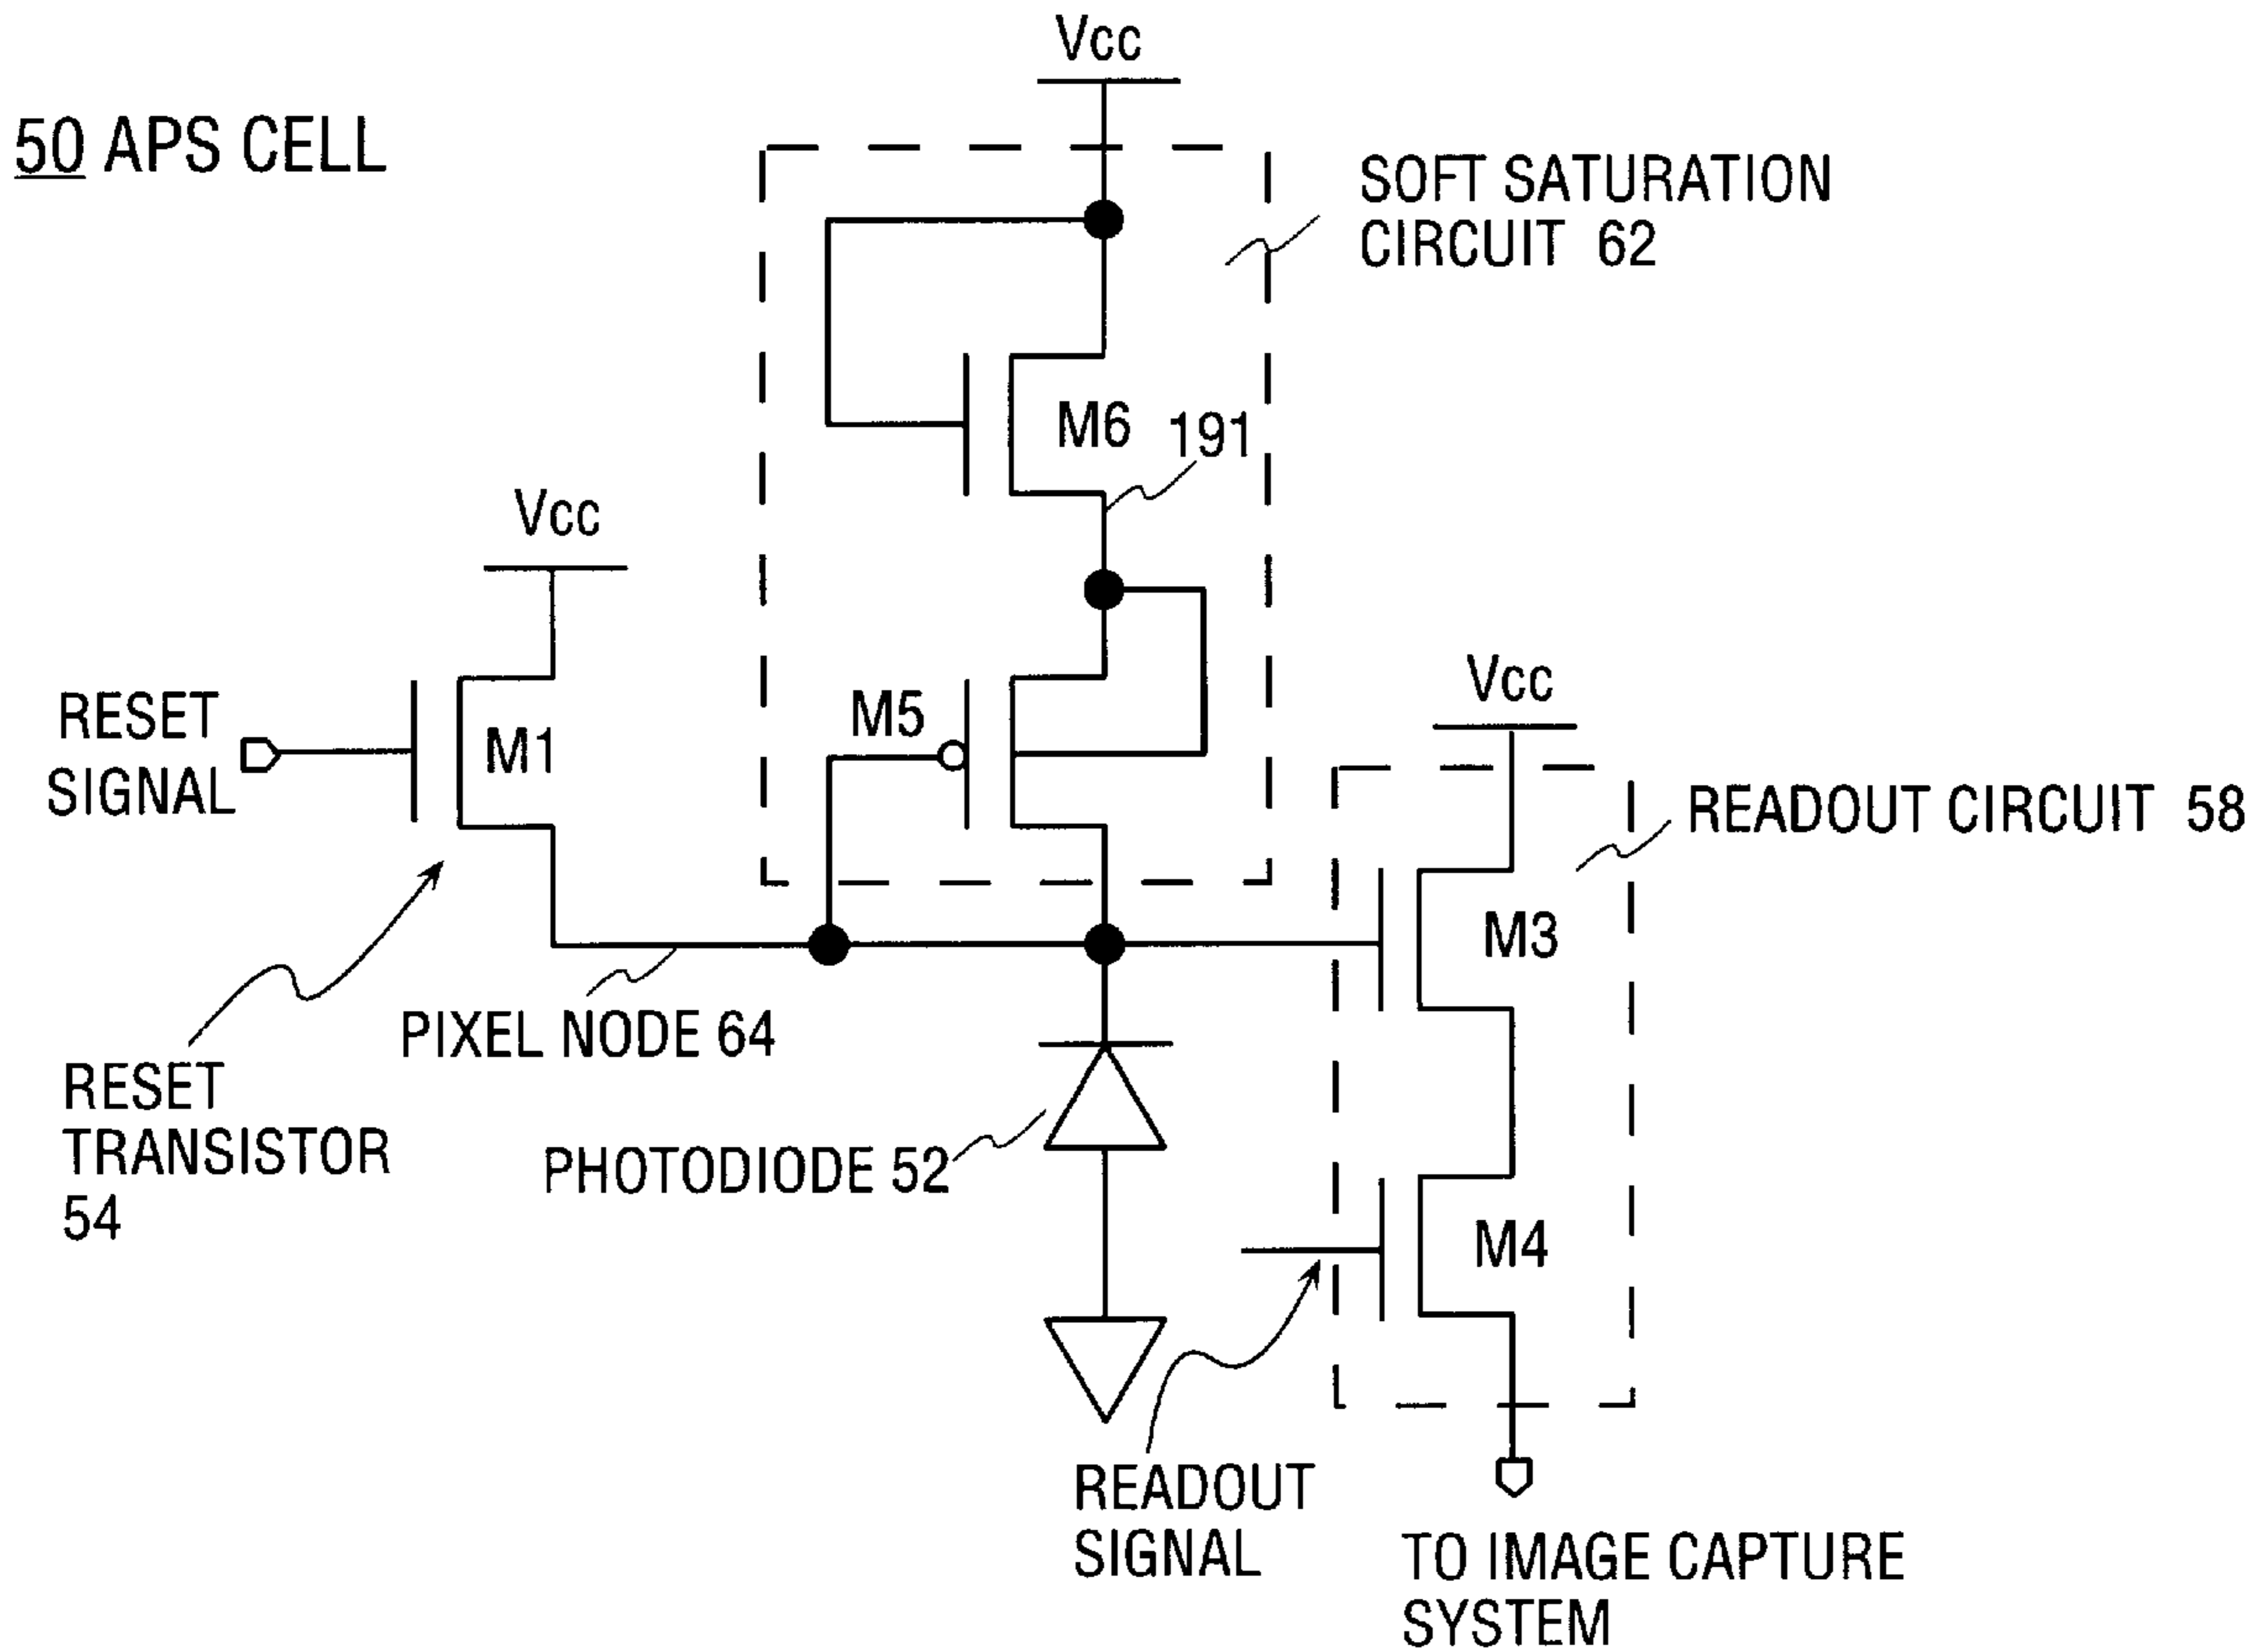 Vcc
50 APS CELL
SOFT SATURATION
CIRCUIT 62
M6
191
Vcc
RESET
SIGNAL
M1
M5
Vcc
READOUT CIRCUIT 58
M3
PIXEL NODE 64
RESET
TRANSISTOR
54
PHOTODIODE 52
M4
READOUT
SIGNAL
TO IMAGE CAPTURE
SYSTEM